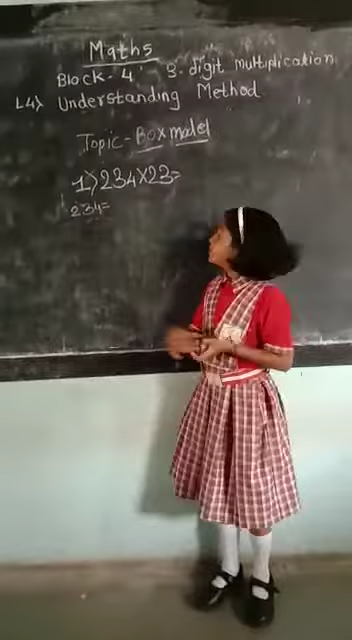 Maths
Block-4 3-digit multiplication
L4) Understanding Method
Topic-Box model
1) 234×23=
234=